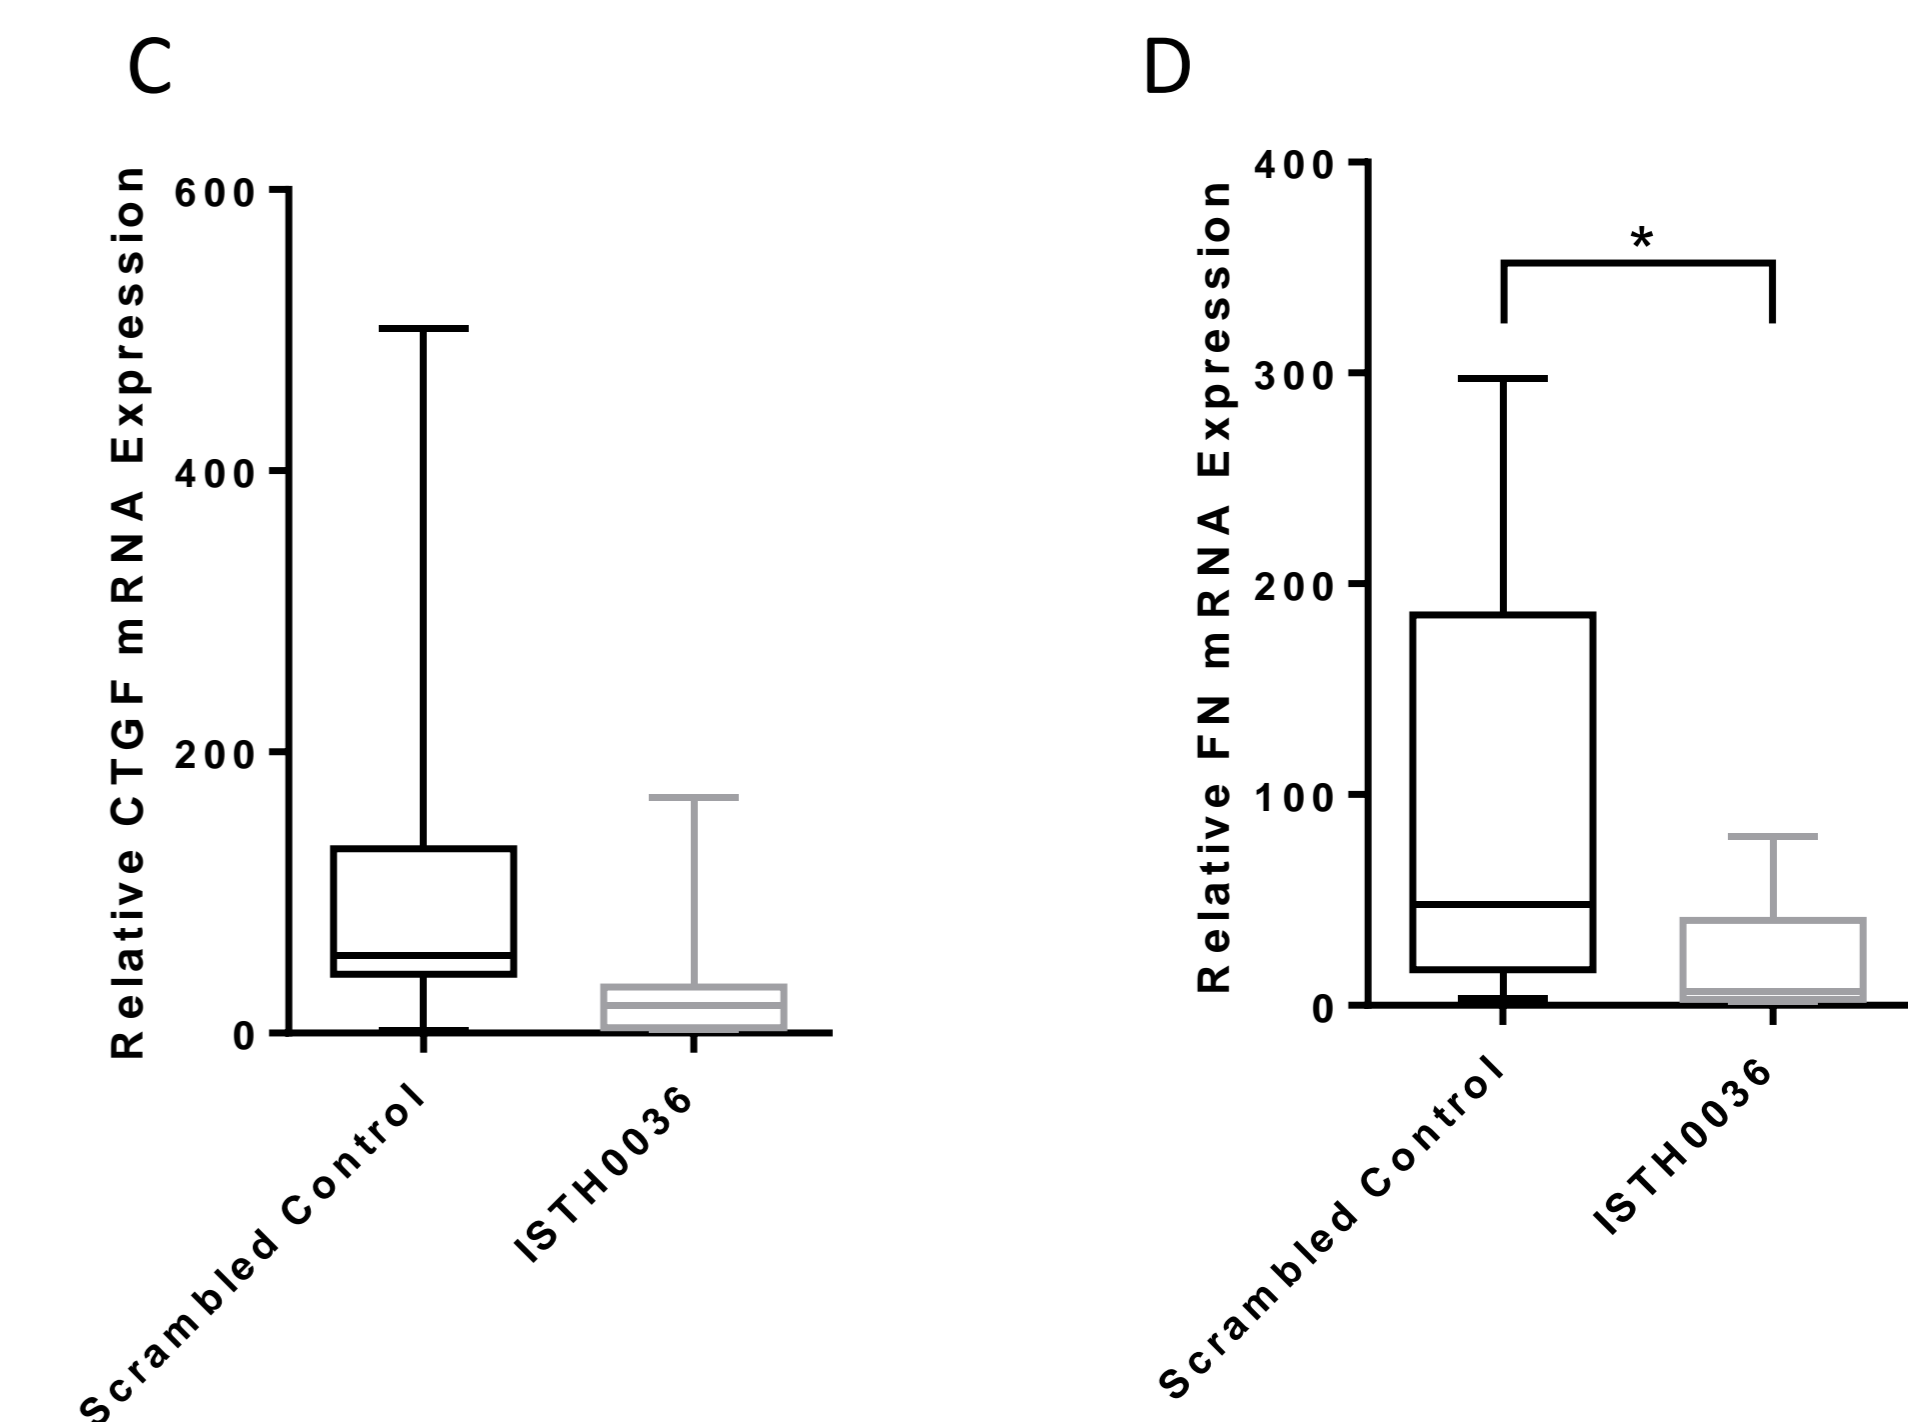 C
Relative CTGF mRNA Expression
600
400
200
0
Scrambled Control
ISTH0036
D
Relative FN mRNA Expression
400
300
200
100
0
*
Scrambled Control
ISTH0036